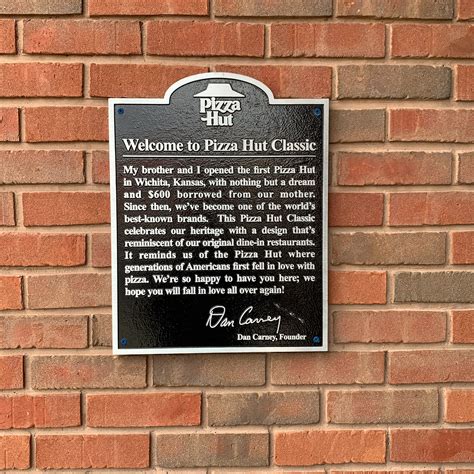 Pizza
Hut
Welcome to Pizza Hut Classic
My brother and I opened the first Pizza Hut
in Wichita, Kansas, with nothing but a dream
and $600 borrowed from our mother.
Since then, we've become one of the world's
best-known brands. This Pizza Hut Classic
celebrates our heritage with a design that's
reminiscent of our original dine-in restaurants.
It reminds us of the Pizza Hut where
generations of Americans first fell in love with
pizza. We're so happy to have you here; we
hope you will fall in love all over again!
Dan Carney
Dan Carney, Founder